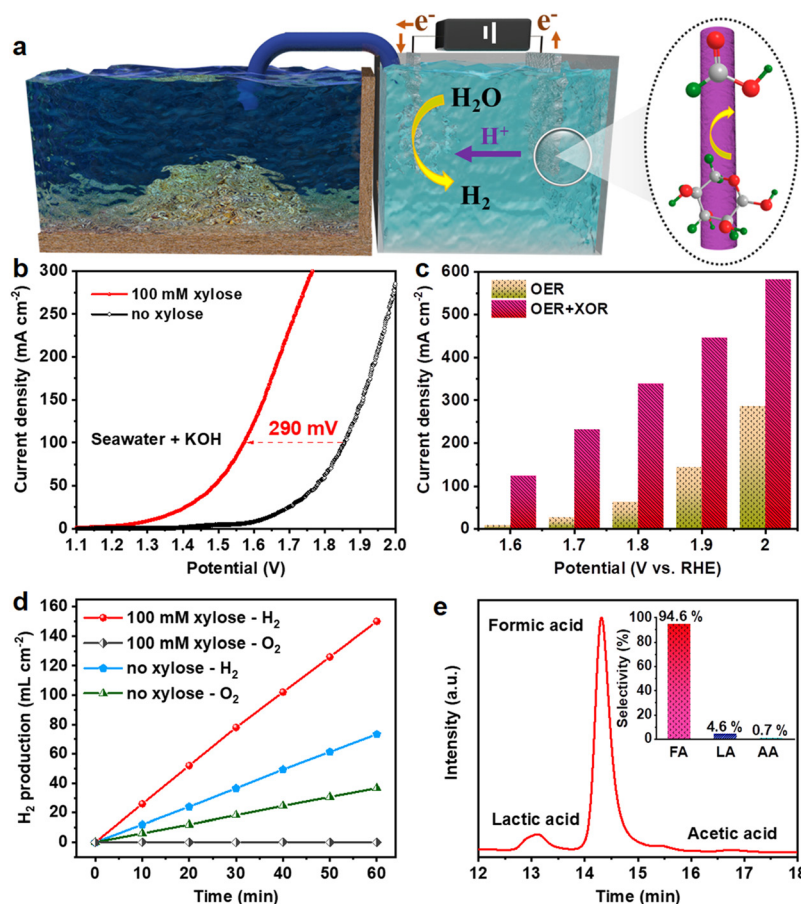 a
e⁻
e⁻
H₂O
H⁺
H₂
b
300
250
200
150
100
50
0
Current density (mA cm⁻²)
100 mM xylose
no xylose
290 mV
Seawater + KOH
1.1 1.2 1.3 1.4 1.5 1.6 1.7 1.8 1.9 2.0
Potential (V)
c
600
500
400
300
200
100
0
Current density (mA cm⁻²)
OER
OER+XOR
1.6 1.7 1.8 1.9 2
Potential (V vs. RHE)
d
160
140
120
100
80
60
40
20
0
H₂ production (mL cm⁻²)
100 mM xylose - H₂
100 mM xylose - O₂
no xylose - H₂
no xylose - O₂
0 10 20 30 40 50 60
Time (min)
e
Intensity (a.u.)
Formic acid
Lactic acid
Acetic acid
100
80
60
40
20
0
Selectivity (%)
94.6 %
4.6 %
0.7 %
FA LA AA
12 13 14 15 16 17 18
Time (min)